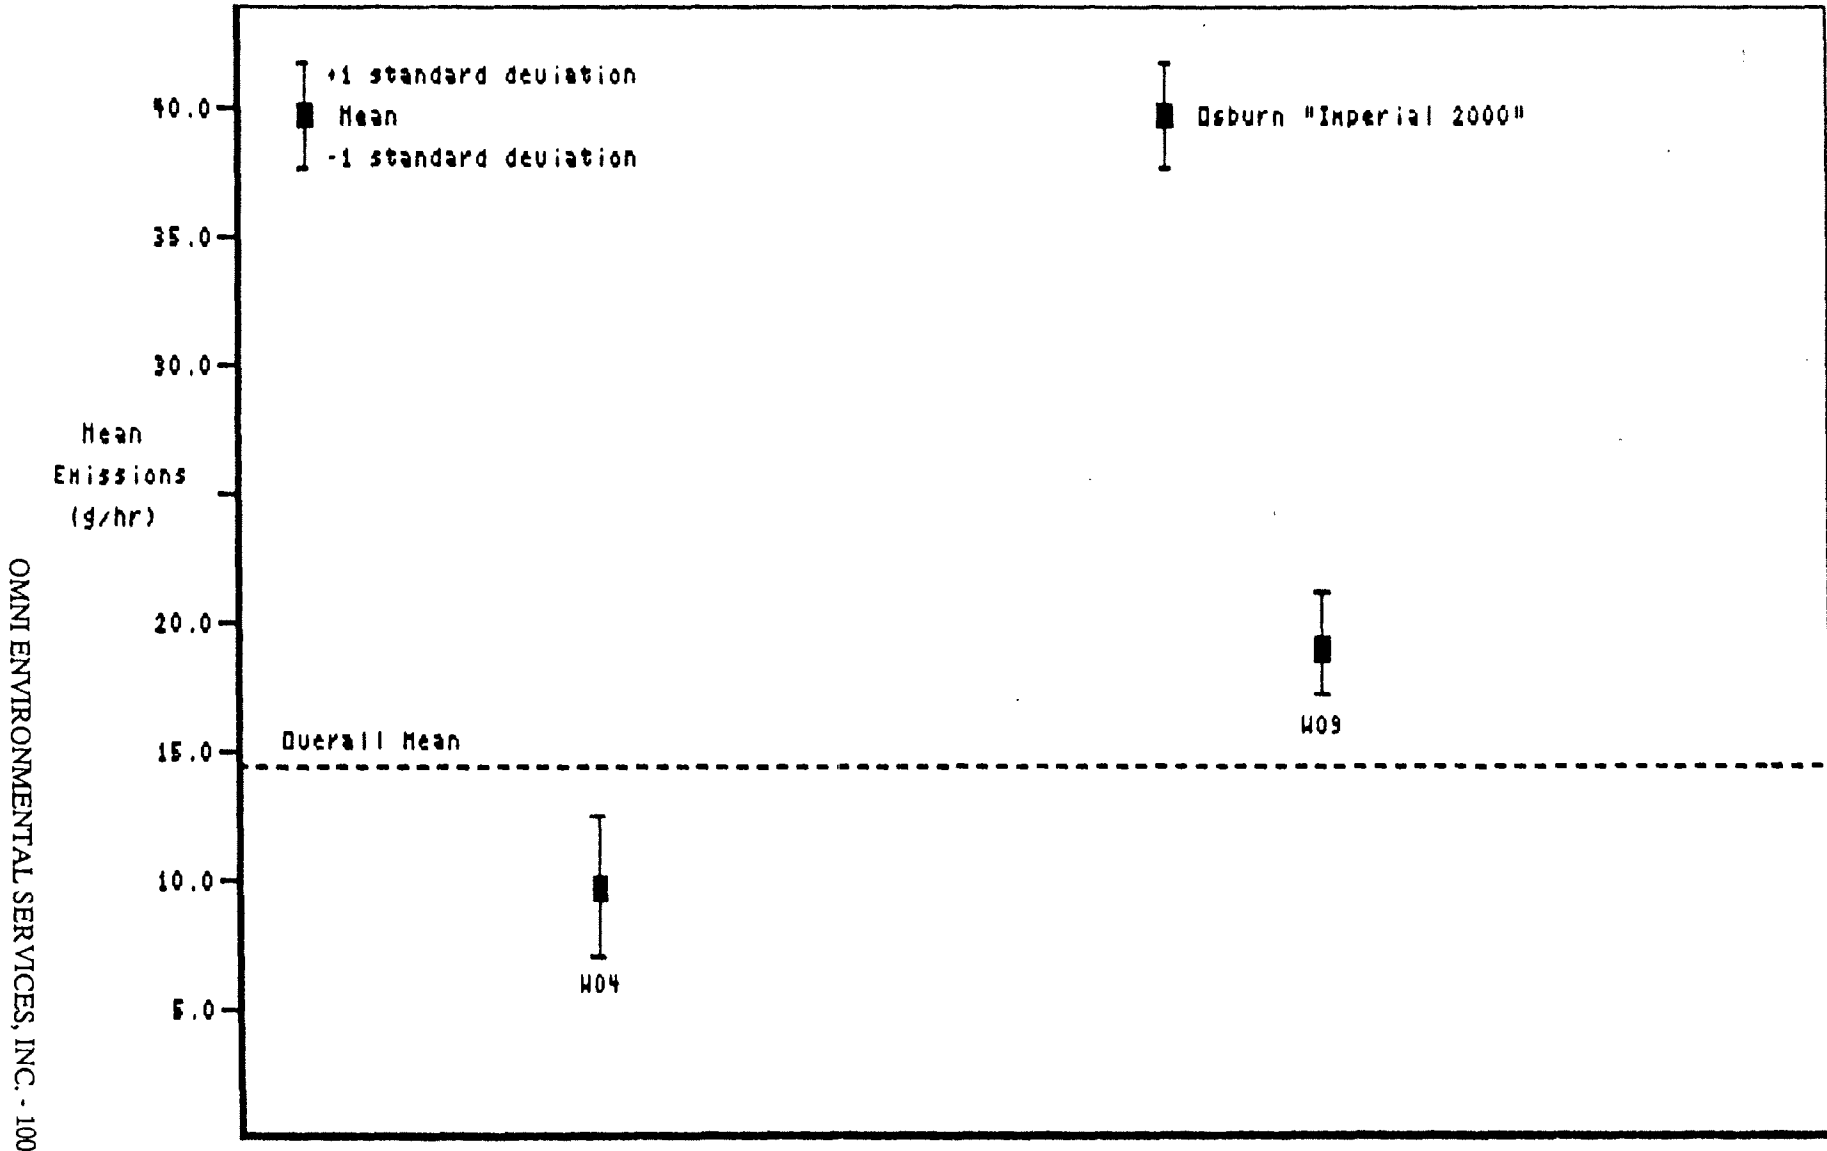 +1 standard deviation
40.0 Mean Osburn "Imperial 2000"
-1 standard deviation
35.0
30.0
Mean
Emissions
(g/hr)
20.0
W09
Overall Mean
15.0
10.0
W04
5.0
OMNI ENVIRONMENTAL SERVICES, INC. - 100